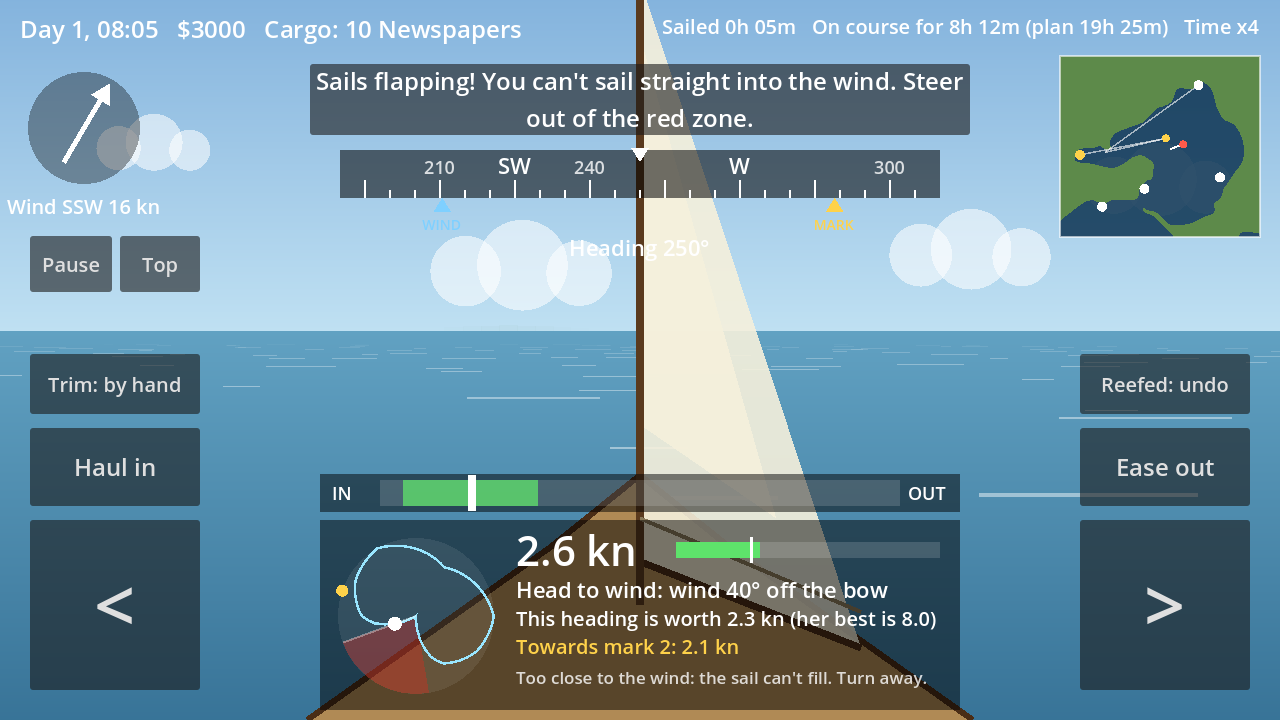 Day 1, 08:05 $3000 Cargo: 10 Newspapers
Sailed 0h 05m On course for 8h 12m (plan 19h 25m) Time x4
Sails flapping! You can't sail straight into the wind. Steer
out of the red zone.
210 SW 240 W 300
WIND MARK
Wind SSW 16 kn
Heading 250°
Pause Top
Trim: by hand
Reefed: undo
Haul in
Ease out
IN OUT
< >
2.6 kn
Head to wind: wind 40° off the bow
This heading is worth 2.3 kn (her best is 8.0)
Towards mark 2: 2.1 kn
Too close to the wind: the sail can't fill. Turn away.